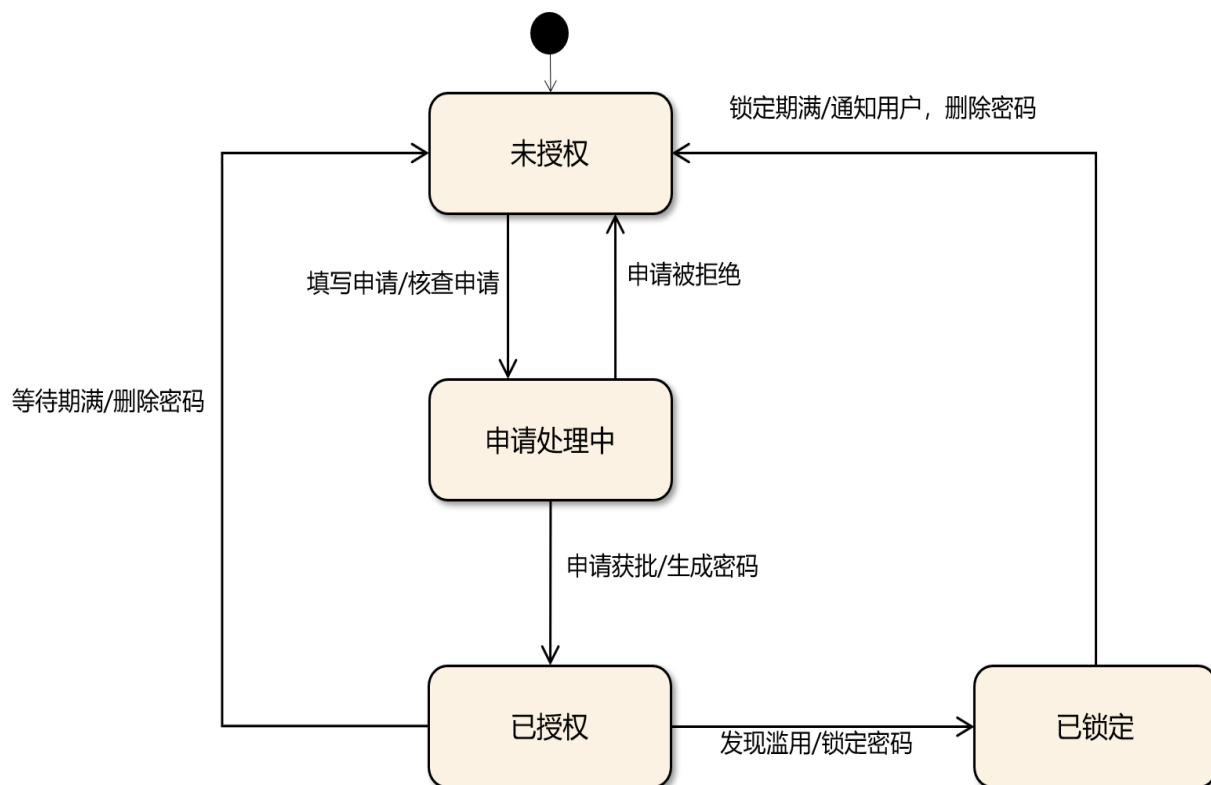 锁定期满/通知用户，删除密码
未授权
填写申请/核查申请
申请被拒绝
等待期满/删除密码
申请处理中
申请获批/生成密码
已授权
发现滥用/锁定密码
已锁定